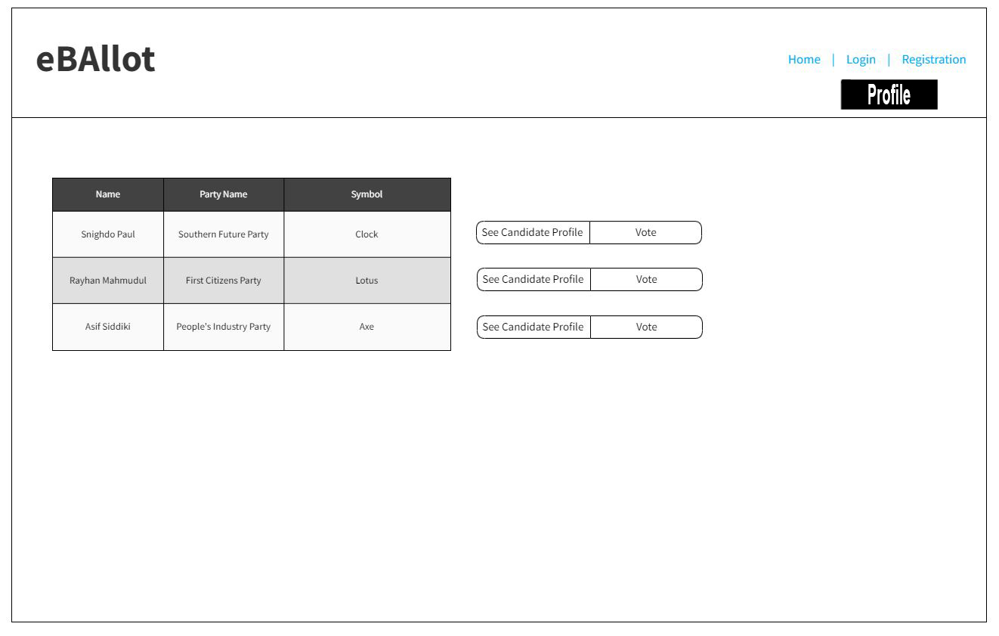 eBAllot
Home | Login | Registration
Profile
Name Party Name Symbol
Snighdo Paul Southern Future Party Clock See Candidate Profile Vote
Rayhan Mahmudul First Citizens Party Lotus See Candidate Profile Vote
Asif Siddiki People's Industry Party Axe See Candidate Profile Vote